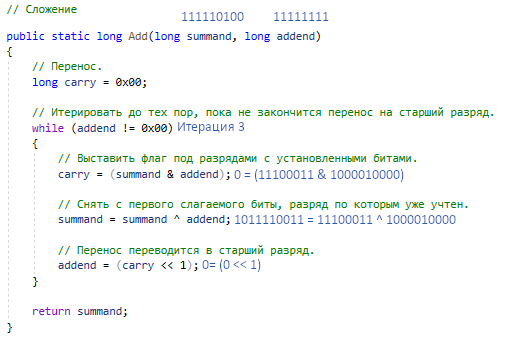 // Сложение
111110100 11111111
public static long Add(long summand, long addend)
{
// Перенос.
long carry = 0x00;
// Итерировать до тех пор, пока не закончится перенос на старший разряд.
while (addend != 0x00) Итерация 3
{
// Выставить флаг под разрядами с установленными битами.
carry = (summand & addend); 0 = (11100011 & 1000010000)
// Снять с первого слагаемого биты, разряд по которым уже учтен.
summand = summand ^ addend; 1011110011 = 11100011 ^ 1000010000
// Перенос переводится в старший разряд.
addend = (carry << 1); 0= (0 << 1)
}
return summand;
}